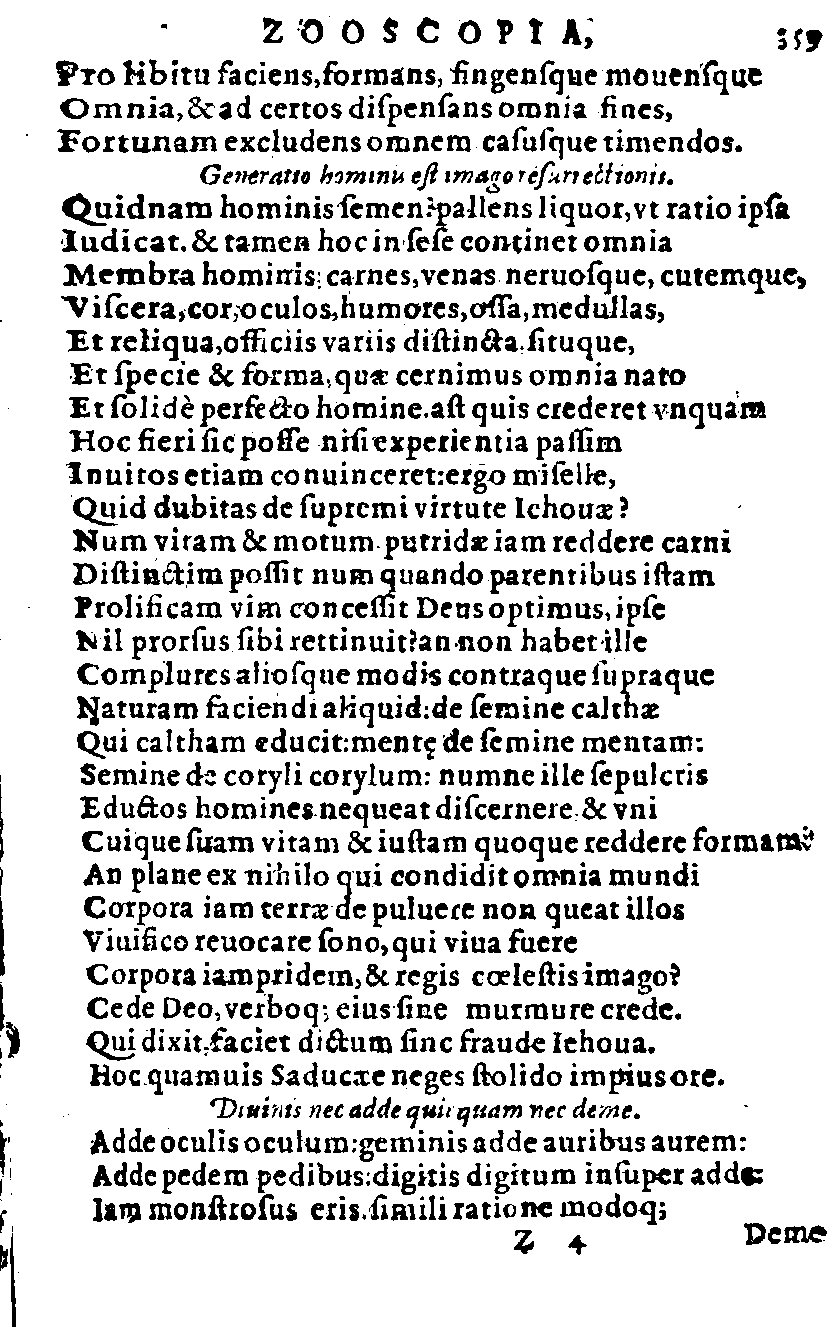 ZOOSCOPIA, 359
Pro libitu faciens, formans, fingenſque mouenſque
Omnia, & ad certos diſpenſans omnia fines,
Fortunam excludens omnem caſuſque timendos.
Generatio hominū eſt imago reſurrectionis.
Quidnam hominis ſemen? pallens liquor, vt ratio ipſa
Iudicat. & tamen hoc in ſeſe continet omnia
Membra hominis: carnes, venas neruoſque, cutemque,
Viſcera, cor, oculos, humores, oſſa, medullas,
Et reliqua, officiis variis diſtincta ſituque,
Et ſpecie & forma, quæ cernimus omnia nato
Et ſolidè perfecto homine. aſt quis crederet vnquam
Hoc fieri ſic poſſe niſi experientia paſſim
Inuitos etiam conuinceret: ergo miſelle,
Quid dubitas de ſupremi virtute Iehouæ?
Num vitam & motum putridæ iam reddere carni
Diſtinctim poſſit num quando parentibus iſtam
Prolificam vim conceſſit Deus optimus, ipſe
Nil prorſus ſibi rettinuit? an non habet ille
Complures alioſque modis contraque ſupraque
Naturam faciendi aliquid: de ſemine calthæ
Qui caltham educit: mentę de ſemine mentam:
Semine de coryli corylum: numne ille ſepulcris
Eductos homines nequeat diſcernere & vni
Cuique ſuam vitam & iuſtam quoque reddere formam?
An plane ex nihilo qui condidit omnia mundi
Corpora iam terræ de puluere non queat illos
Viuifico reuocare ſono, qui viua fuere
Corpora iampridem, & regis cœleſtis imago?
Cede Deo, verboq; eius ſine murmure crede.
Qui dixit, faciet dictum ſine fraude Iehoua.
Hoc quamuis Saducæe neges ſtolido impius ore.
Diuinis nec adde quicquam nec deme.
Adde oculis oculum: geminis adde auribus aurem:
Adde pedem pedibus: digitis digitum inſuper adde:
Iam monſtroſus eris. ſimili ratione modoq;
Z 4 Deme